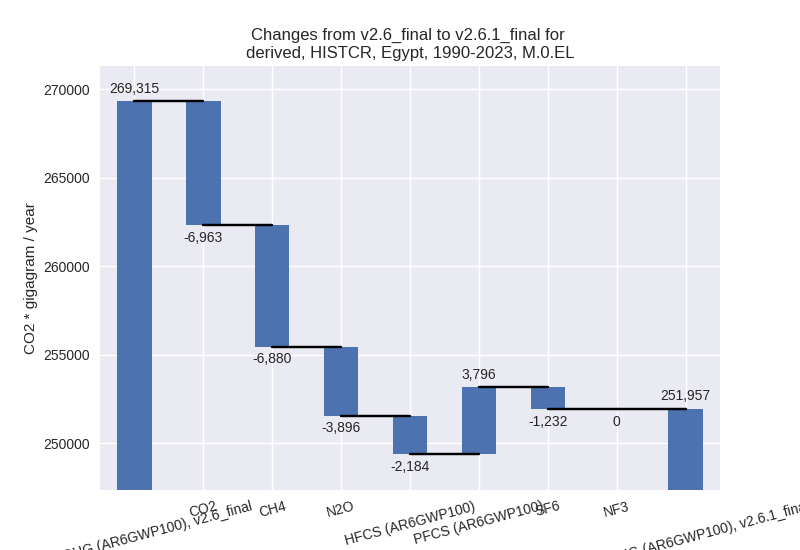 Changes from v2.6_final to v2.6.1_final for
derived, HISTCR, Egypt, 1990-2023, M.0.EL
CO2 * gigagram / year
270000
265000
260000
255000
250000
269,315
-6,963
-6,880
-3,896
-2,184
3,796
-1,232
0
251,957
(AR6GWP100), v2.6_final
CO2
CH4
N2O
HFCS (AR6GWP100)
PFCS (AR6GWP100)
SF6
NF3
(AR6GWP100), v2.6.1_fina